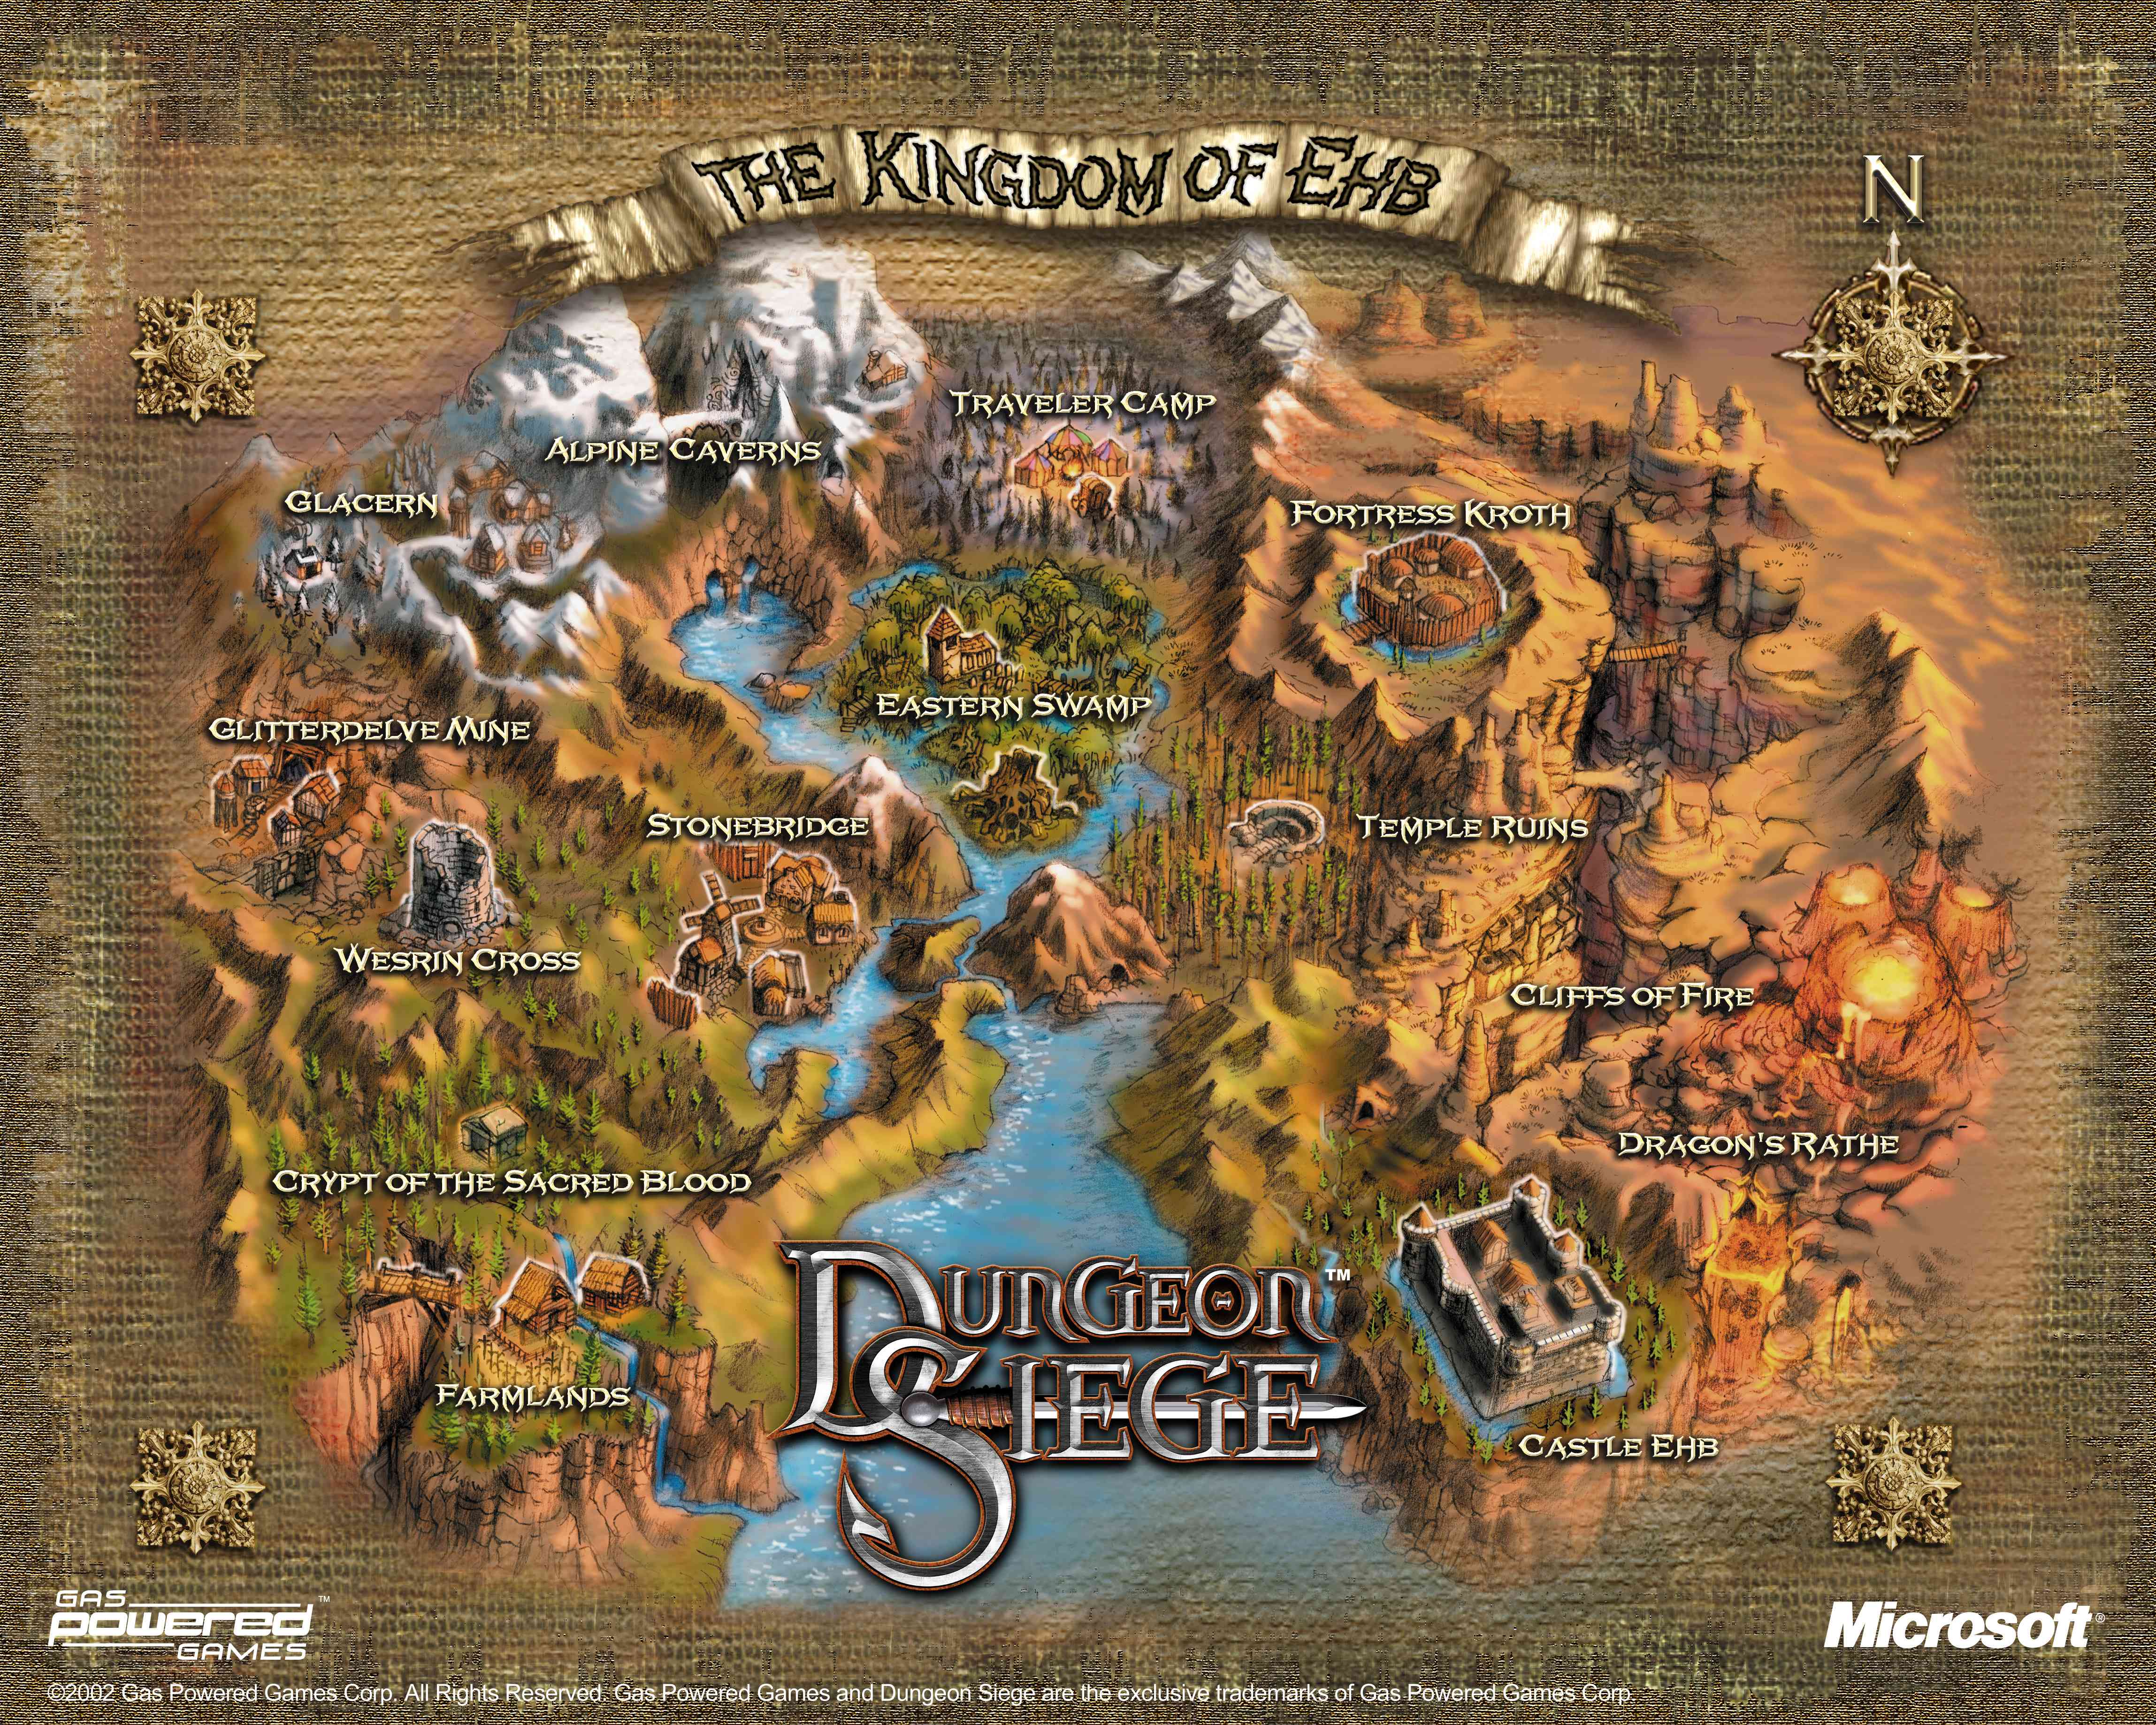 THE KINGDOM OF EHB
N
TRAVELER CAMP
ALPINE CAVERNS
GLACERN
FORTRESS KROTH
EASTERN SWAMP
GLITTERDELVE MINE
STONEBRIDGE
TEMPLE RUINS
WESRIN CROSS
CLIFFS OF FIRE
DRAGON'S RATHE
CRYPT OF THE SACRED BLOOD
DUNGEON™
SIEGE
FARMLANDS
CASTLE EHB
GAS
powered™
GAMES
Microsoft®
©2002 Gas Powered Games Corp. All Rights Reserved. Gas Powered Games and Dungeon Siege are the exclusive trademarks of Gas Powered Games Corp.